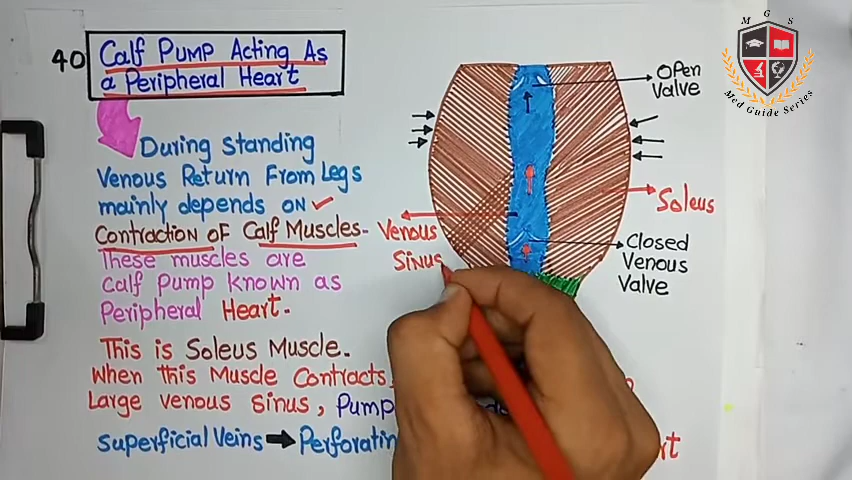 40 Calf Pump Acting As
a Peripheral Heart
During Standing
Venous Return From Legs
mainly depends on
Contraction of Calf Muscles-
These muscles are
Calf Pump known as
Peripheral Heart.
This is Soleus Muscle.
When this Muscle Contracts,
Large venous sinus, Pump
Superficial Veins → Perforatin
Open
Valve
Soleus
Venous
Sinus
Closed
Venous
Valve
M G S
Med Guide Series